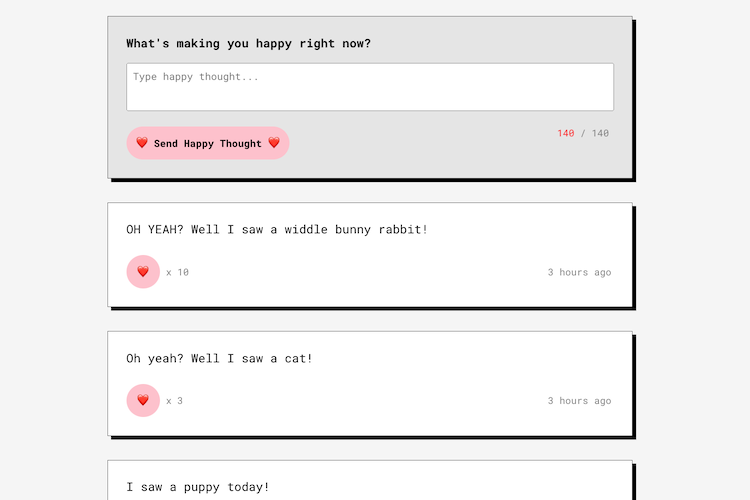 What's making you happy right now?
Type happy thought...
❤️ Send Happy Thought ❤️
140 / 140
OH YEAH? Well I saw a widdle bunny rabbit!
❤️ x 10
3 hours ago
Oh yeah? Well I saw a cat!
❤️ x 3
3 hours ago
I saw a puppy today!